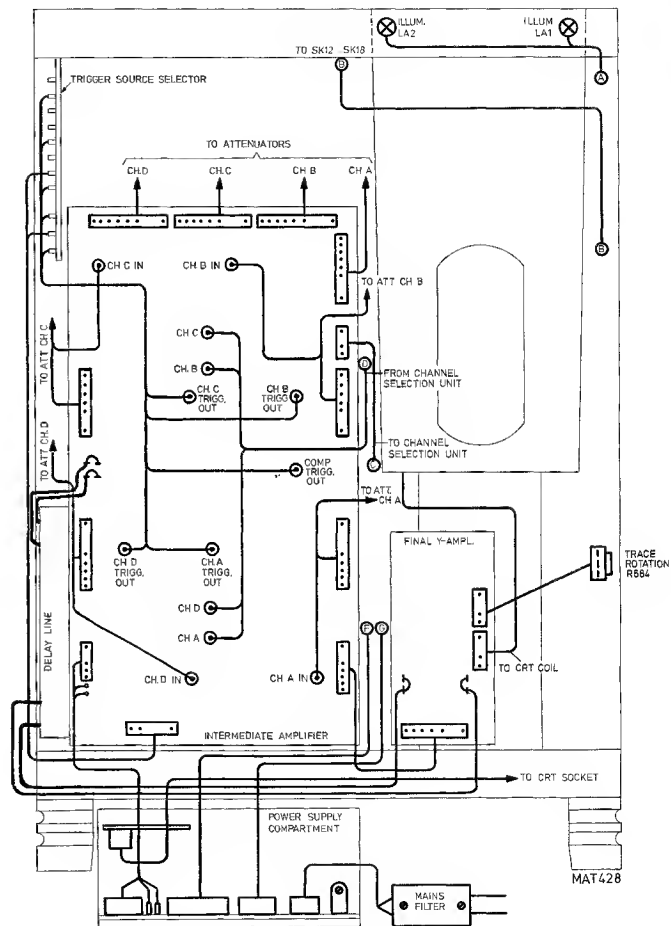 ILLUM.
LA2
ILLUM
LA1
TO SK12 -SK18
B
A
TRIGGER SOURCE SELECTOR
TO ATTENUATORS
CH.D
CH.C
CH B
CH A
B
CH C IN
CH B IN
TO ATT CH B
TO ATT CH.C
CH C
CH. B
D
FROM CHANNEL
SELECTION UNIT
CH. C
TRIGG.
OUT
CH B
TRIGG
OUT
TO ATT CH.D
TO CHANNEL
SELECTION UNIT
C
COMP
TRIGG.
OUT
TO ATT.
CH A
FINAL Y-AMPL.
CH D
TRIGG.
OUT
CH.A
TRIGG.
OUT
TRACE
ROTATION
R684
DELAY LINE
CH D
CH A
F
G
TO CRT COIL
CH.D IN
CH A IN
INTERMEDIATE AMPLIFIER
TO CRT SOCKET
POWER SUPPLY
COMPARTMENT
MAT428
MAINS
FILTER